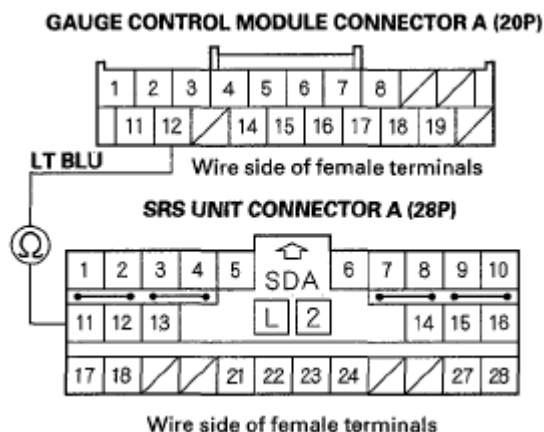 GAUGE CONTROL MODULE CONNECTOR A (20P)
1 2 3 4 5 6 7 8
11 12 14 15 16 17 18 19
LT BLU
Wire side of female terminals
SRS UNIT CONNECTOR A (28P)
Ω
1 2 3 4 5 6 7 8 9 10
SDA
L 2
11 12 13 14 15 16
17 18 21 22 23 24 27 28
Wire side of female terminals